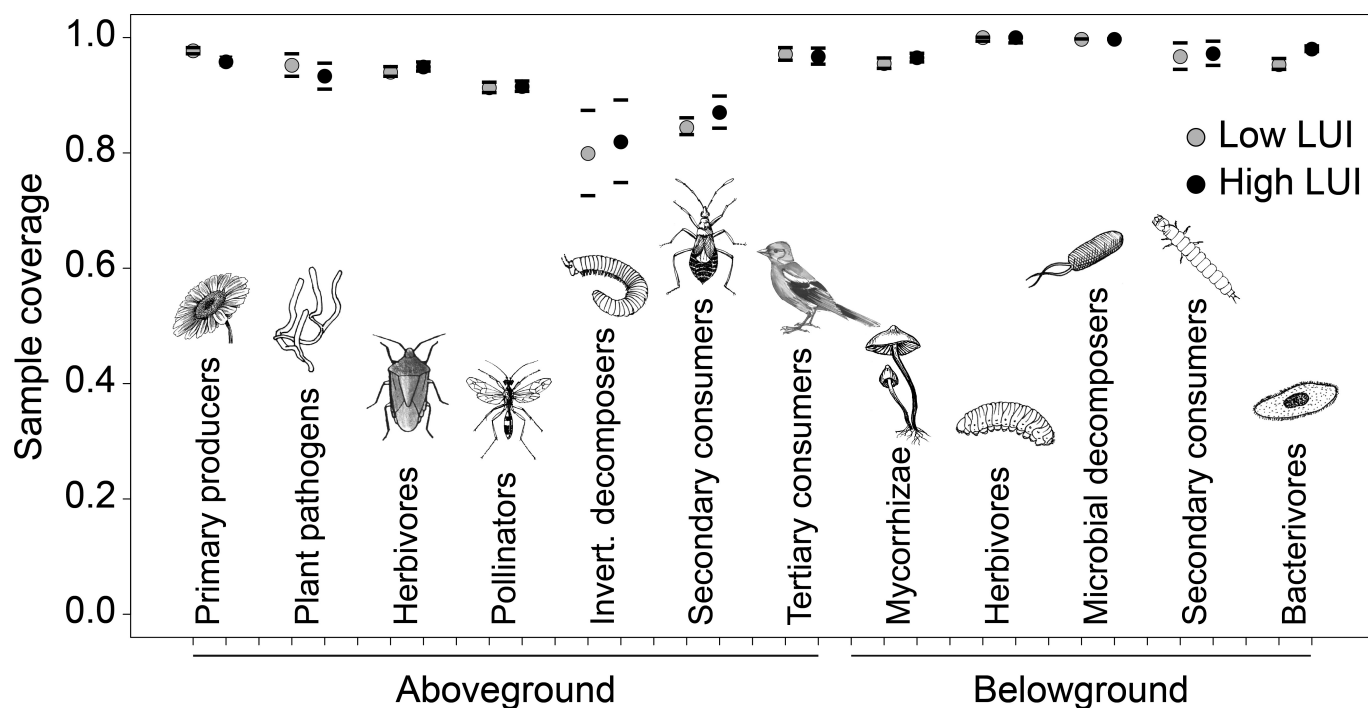 Sample coverage
1.0
0.8
0.6
0.4
0.2
0.0
Low LUI
High LUI
Primary producers
Plant pathogens
Herbivores
Pollinators
Invert. decomposers
Secondary consumers
Tertiary consumers
Mycorrhizae
Herbivores
Microbial decomposers
Secondary consumers
Bacterivores
Aboveground
Belowground